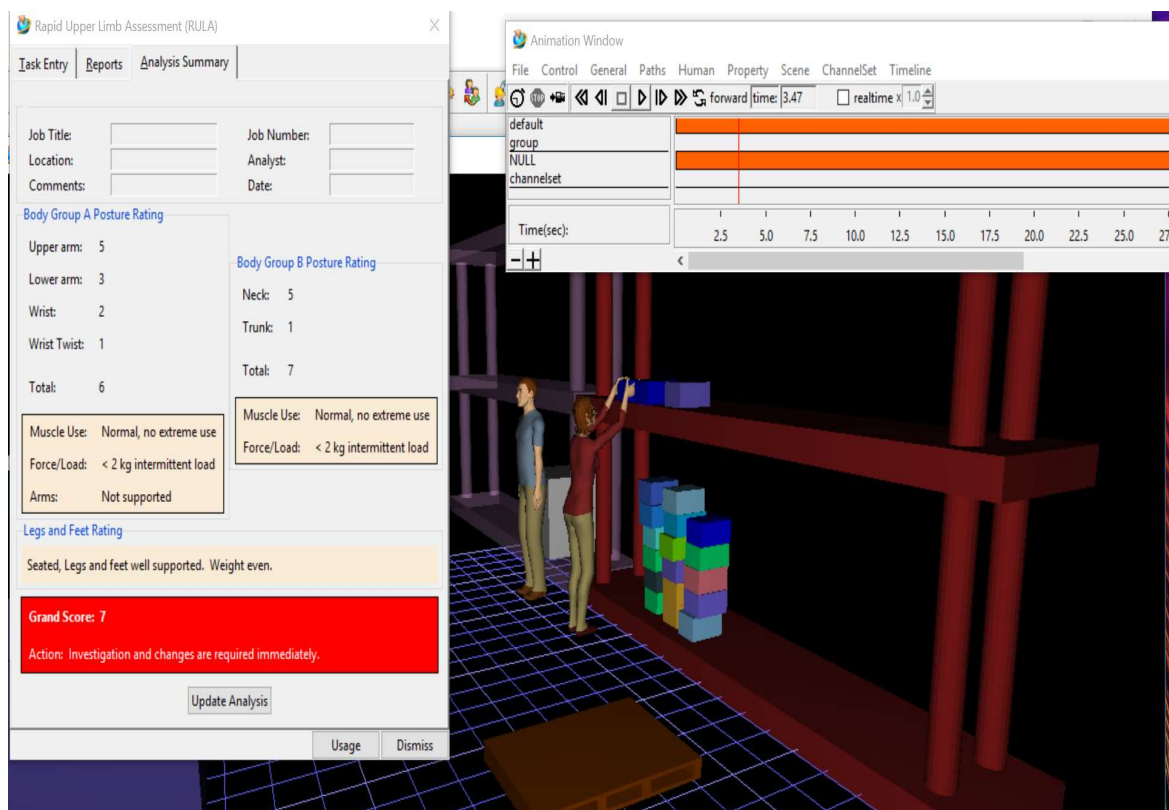 Rapid Upper Limb Assessment (RULA)
Task Entry Reports Analysis Summary
Job Title: Job Number:
Location: Analyst:
Comments: Date:
Body Group A Posture Rating
Upper arm: 5
Lower arm: 3
Wrist: 2
Wrist Twist: 1
Total: 6
Muscle Use: Normal, no extreme use
Force/Load: < 2 kg intermittent load
Arms: Not supported
Body Group B Posture Rating
Neck: 5
Trunk: 1
Total: 7
Muscle Use: Normal, no extreme use
Force/Load: < 2 kg intermittent load
Legs and Feet Rating
Seated, Legs and feet well supported. Weight even.
Grand Score: 7
Action: Investigation and changes are required immediately.
Update Analysis
Usage Dismiss
Animation Window
File Control General Paths Human Property Scene ChannelSet Timeline
STOP forward time: 3.47 realtime x 1.0
default
group
NULL
channelset
Time(sec): 2.5 5.0 7.5 10.0 12.5 15.0 17.5 20.0 22.5 25.0 27